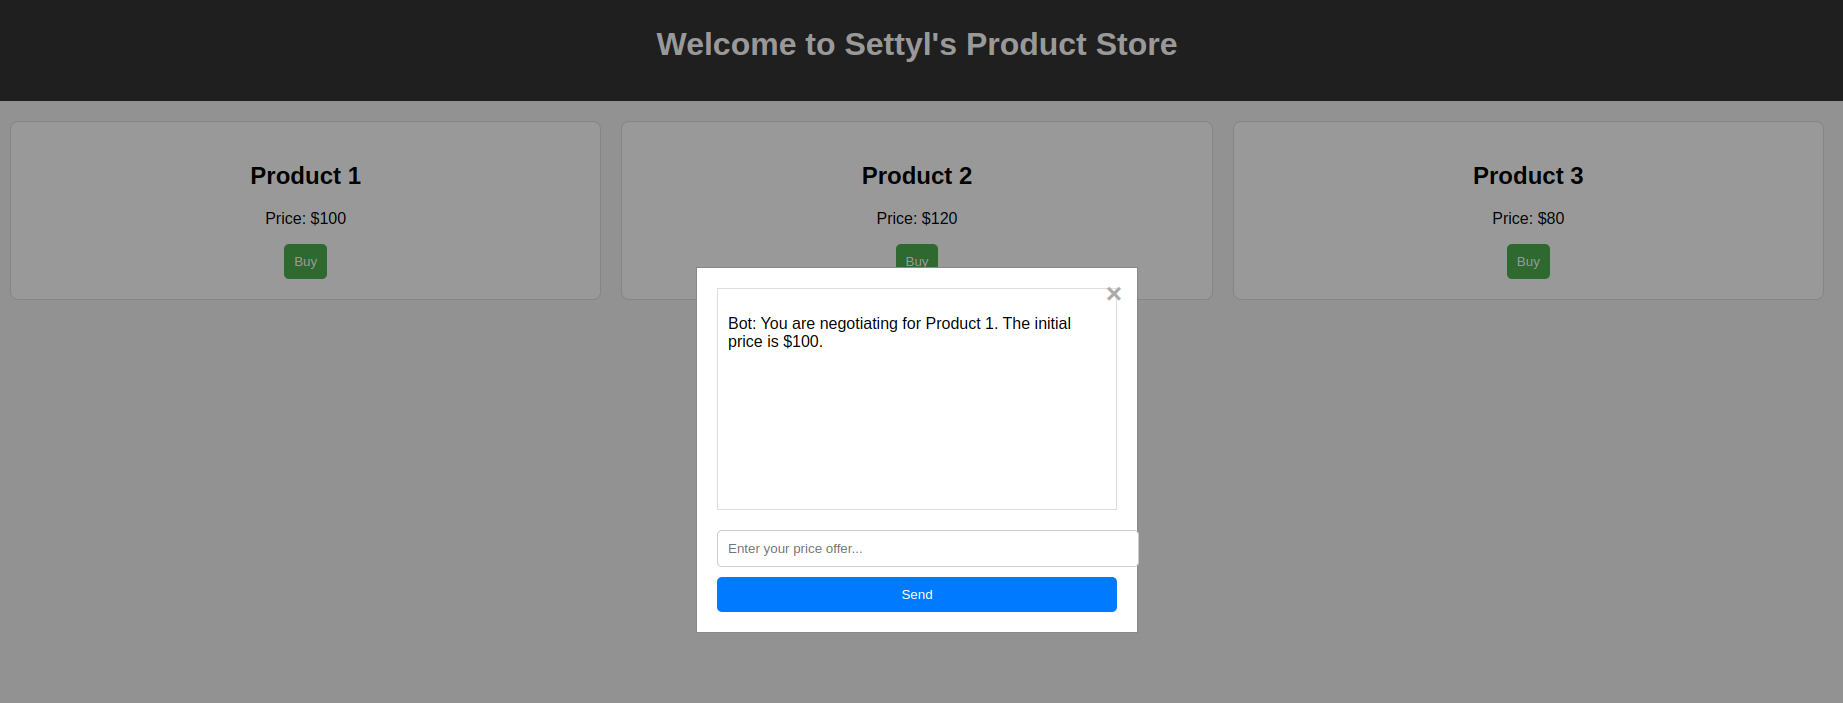 Welcome to Settyl's Product Store
Product 1
Price: $100
Buy
Product 2
Price: $120
Buy
Product 3
Price: $80
Buy
×
Bot: You are negotiating for Product 1. The initial
price is $100.
Enter your price offer...
Send